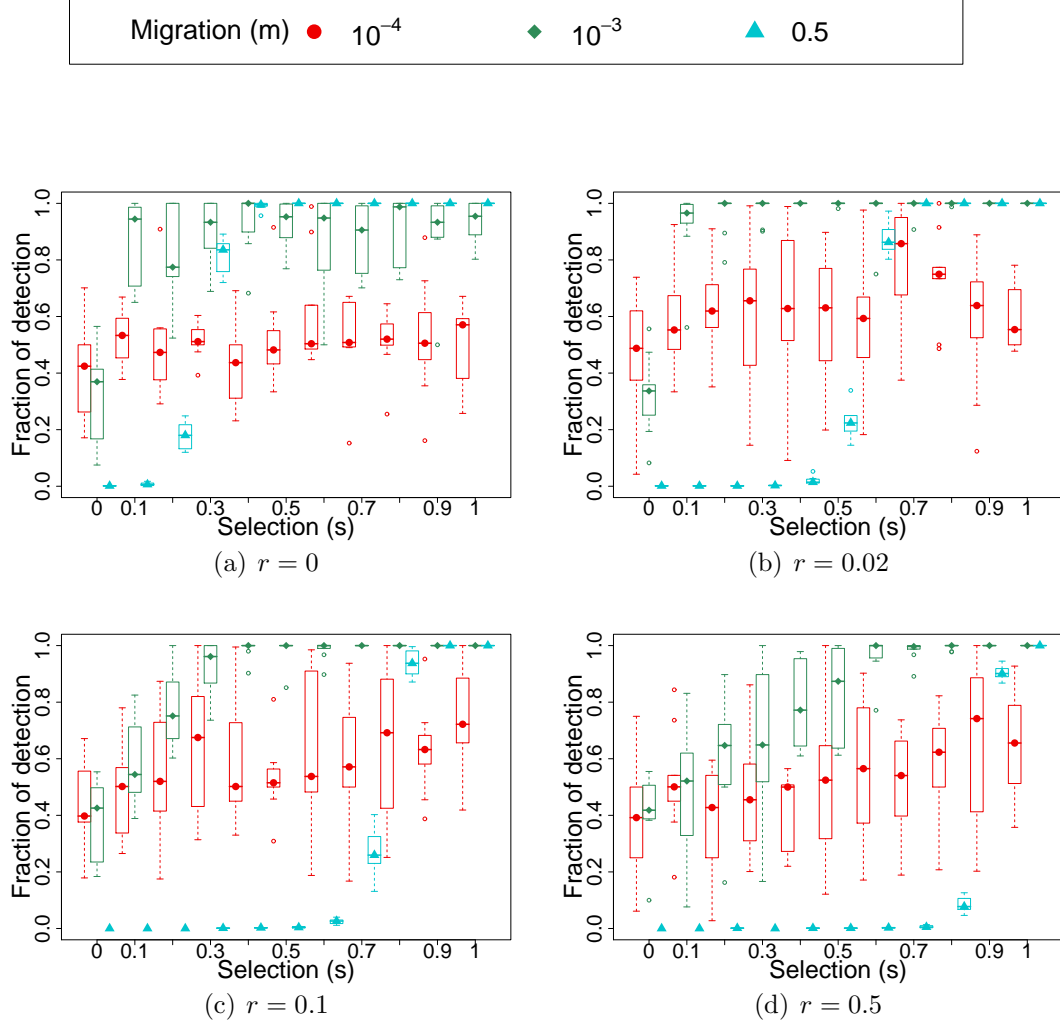 Migration (m) 10⁻⁴ 10⁻³ 0.5
Fraction of detection
0.0 0.2 0.4 0.6 0.8 1.0
0 0.1 0.3 0.5 0.7 0.9 1
Selection (s)
(a) r = 0
Fraction of detection
0.0 0.2 0.4 0.6 0.8 1.0
0 0.1 0.3 0.5 0.7 0.9 1
Selection (s)
(b) r = 0.02
Fraction of detection
0.0 0.2 0.4 0.6 0.8 1.0
0 0.1 0.3 0.5 0.7 0.9 1
Selection (s)
(c) r = 0.1
Fraction of detection
0.0 0.2 0.4 0.6 0.8 1.0
0 0.1 0.3 0.5 0.7 0.9 1
Selection (s)
(d) r = 0.5